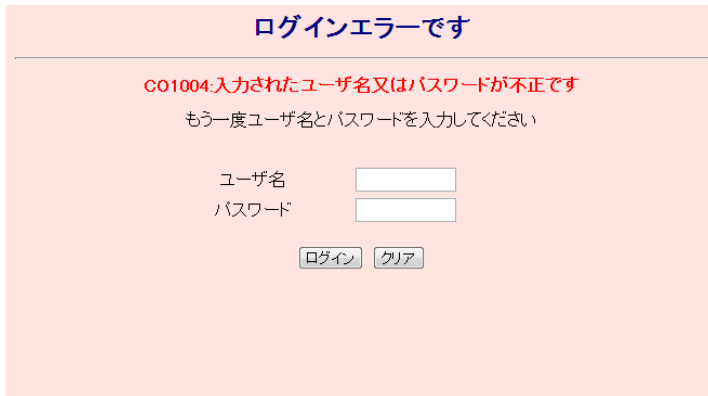 ログインエラーです
CO1004:入力されたユーザ名又はパスワードが不正です
もう一度ユーザ名とパスワードを入力してください
ユーザ名
パスワード
ログイン クリア